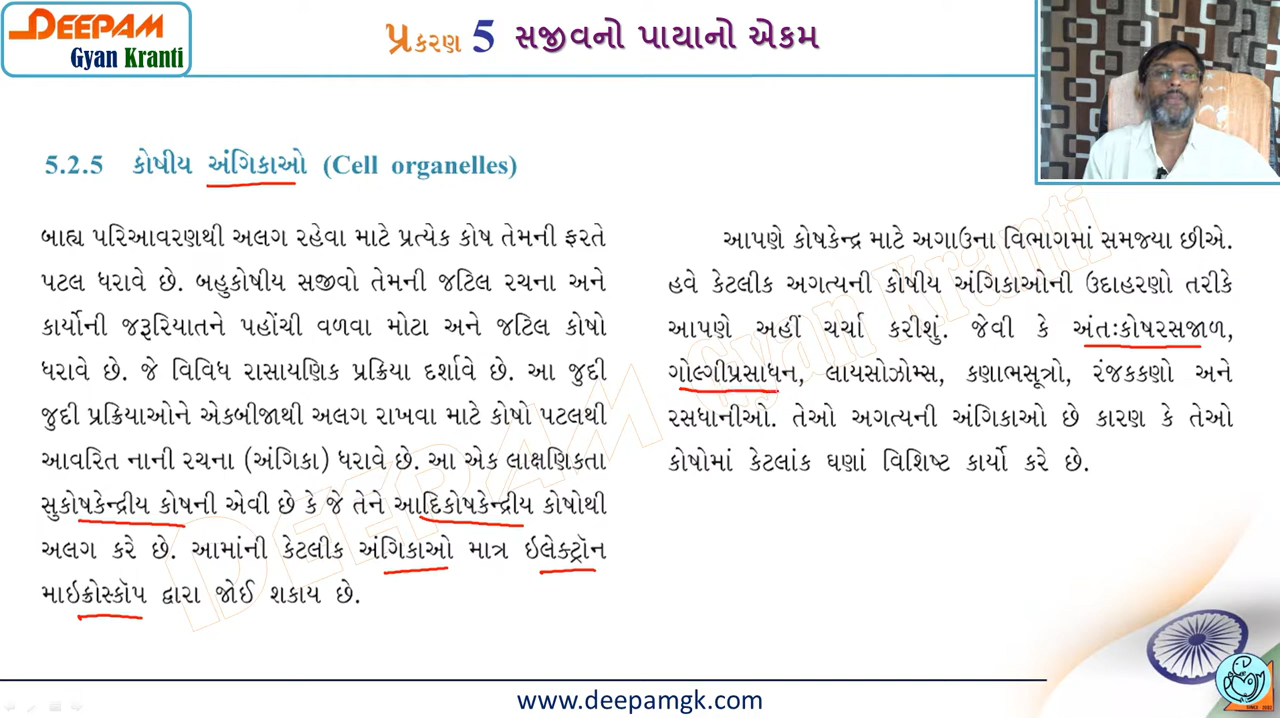 DEEPAM
Gyan Kranti
પ્રકરણ 5 સજીવનો પાયાનો એકમ
5.2.5 કોષીય અંગિકાઓ (Cell organelles)
બાહ્ય પરિઆવરણથી અલગ રહેવા માટે પ્રત્યેક કોષ તેમની ફરતે
પટલ ધરાવે છે. બહુકોષીય સજીવો તેમની જટિલ રચના અને
કાર્યોની જરૂરિયાતને પહોંચી વળવા મોટા અને જટિલ કોષો
ધરાવે છે. જે વિવિધ રાસાયણિક પ્રક્રિયા દર્શાવે છે. આ જુદી
જુદી પ્રક્રિયાઓને એકબીજાથી અલગ રાખવા માટે કોષો પટલથી
આવરિત નાની રચના (અંગિકા) ધરાવે છે. આ એક લાક્ષણિકતા
સુકોષકેન્દ્રીય કોષની એવી છે કે જે તેને આદિકોષકેન્દ્રીય કોષોથી
અલગ કરે છે. આમાંની કેટલીક અંગિકાઓ માત્ર ઇલેક્ટ્રૉન
માઇક્રોસ્કૉપ દ્વારા જોઈ શકાય છે.
આપણે કોષકેન્દ્ર માટે અગાઉના વિભાગમાં સમજ્યા છીએ.
હવે કેટલીક અગત્યની કોષીય અંગિકાઓની ઉદાહરણો તરીકે
આપણે અહીં ચર્ચા કરીશું. જેવી કે અંતઃકોષરસજાળ,
ગોલ્ગીપ્રસાધન, લાયસોઝોમ્સ, કણાભસૂત્રો, રંજકકણો અને
રસધાનીઓ. તેઓ અગત્યની અંગિકાઓ છે કારણ કે તેઓ
કોષોમાં કેટલાંક ઘણાં વિશિષ્ટ કાર્યો કરે છે.
DEEPAM Gyan Kranti
www.deepamgk.com